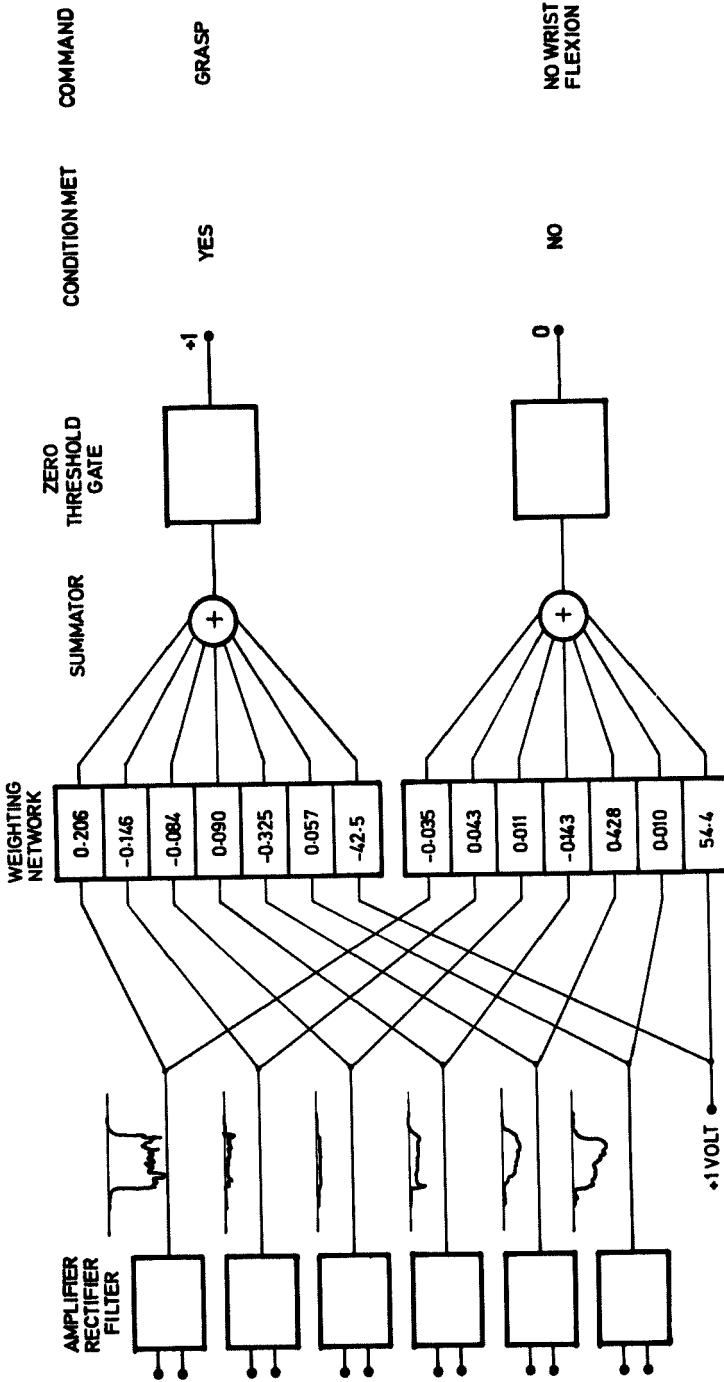 AMPLIFIER
RECTIFIER
FILTER
WEIGHTING
NETWORK
SUMMATOR
ZERO
THRESHOLD
GATE
CONDITION MET
COMMAND
0·206
-0·146
-0·084
0·090
-0·325
0·057
-42·5
+
+1
YES
GRASP
-0·035
0·043
0·011
-0·143
0·428
0·010
54·4
+
0
NO
NO WRIST
FLEXION
+1 VOLT